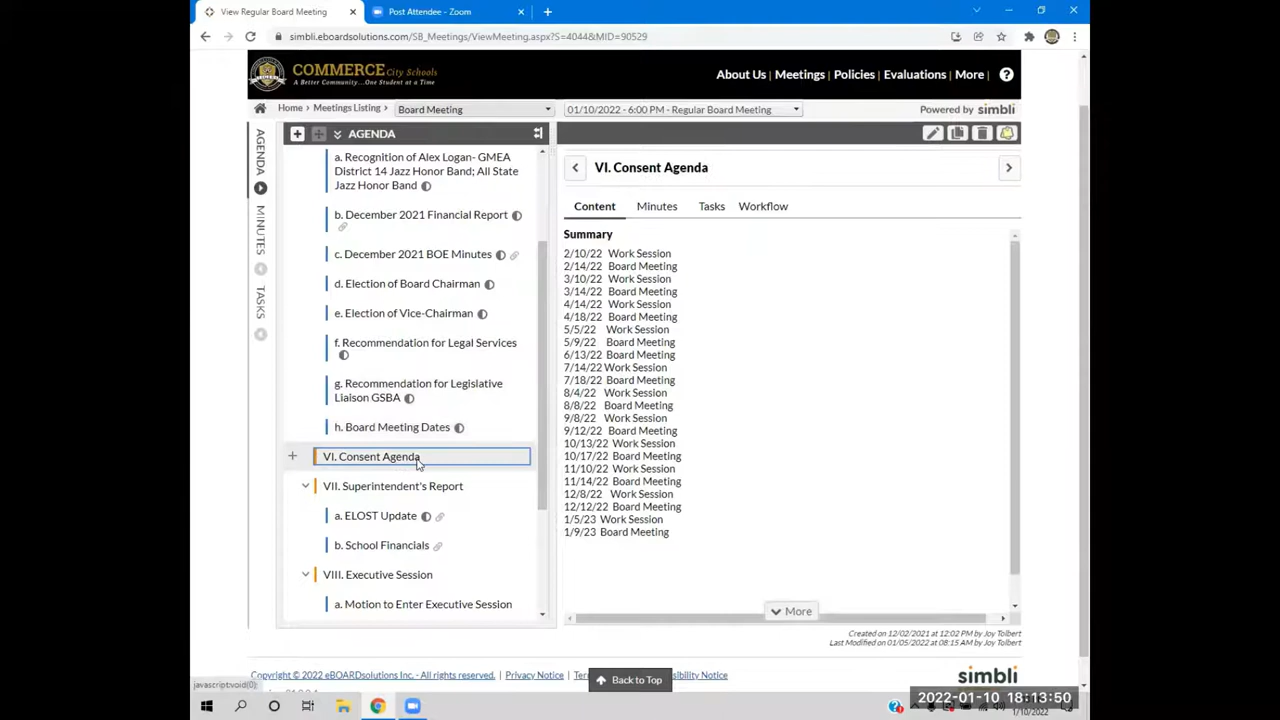 View Regular Board Meeting
Post Attendee - Zoom
simbli.eboardsolutions.com/SB_Meetings/ViewMeeting.aspx?S=4044&MID=90529
COMMERCE City Schools
A Better Community...One Student at a Time
About Us | Meetings | Policies | Evaluations | More | ?
Home › Meetings Listing ›
Board Meeting
01/10/2022 - 6:00 PM - Regular Board Meeting
Powered by simbli
AGENDA
MINUTES
TASKS
AGENDA
a. Recognition of Alex Logan- GMEA
District 14 Jazz Honor Band; All State
Jazz Honor Band
b. December 2021 Financial Report
c. December 2021 BOE Minutes
d. Election of Board Chairman
e. Election of Vice-Chairman
f. Recommendation for Legal Services
g. Recommendation for Legislative
Liaison GSBA
h. Board Meeting Dates
VI. Consent Agenda
VII. Superintendent's Report
a. ELOST Update
b. School Financials
VIII. Executive Session
a. Motion to Enter Executive Session
VI. Consent Agenda
Content Minutes Tasks Workflow
Summary
2/10/22 Work Session
2/14/22 Board Meeting
3/10/22 Work Session
3/14/22 Board Meeting
4/14/22 Work Session
4/18/22 Board Meeting
5/5/22 Work Session
5/9/22 Board Meeting
6/13/22 Board Meeting
7/14/22 Work Session
7/18/22 Board Meeting
8/4/22 Work Session
8/8/22 Board Meeting
9/8/22 Work Session
9/12/22 Board Meeting
10/13/22 Work Session
10/17/22 Board Meeting
11/10/22 Work Session
11/14/22 Board Meeting
12/8/22 Work Session
12/12/22 Board Meeting
1/5/23 Work Session
1/9/23 Board Meeting
More
Created on 12/02/2021 at 12:02 PM by Joy Tolbert
Last Modified on 01/05/2022 at 08:15 AM by Joy Tolbert
Copyright © 2022 eBOARDsolutions Inc. - All rights reserved. | Privacy Notice | Ter
Back to Top
sibility Notice
simbli
javascript:void(0);
2022-01-10 18:13:50
1/10/2022